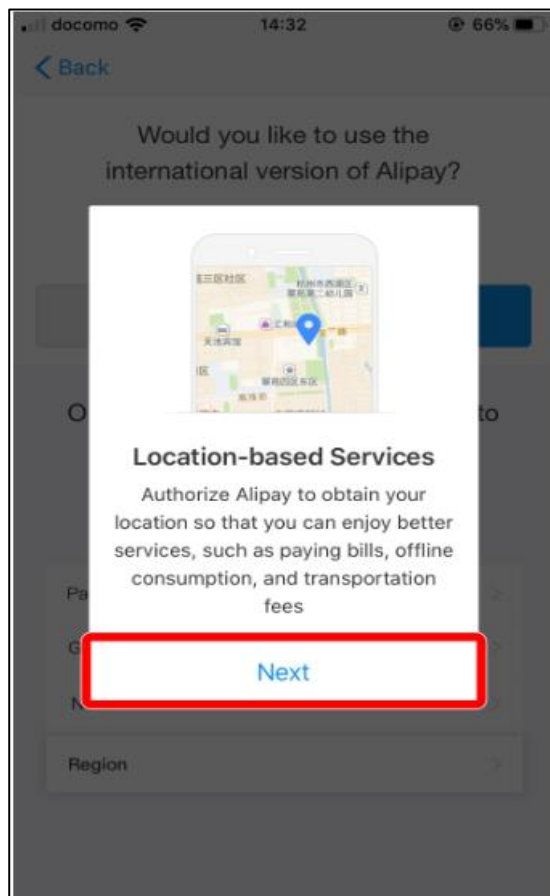 docomo 14:32 66%
Back
Would you like to use the
international version of Alipay?
O to
Location-based Services
Authorize Alipay to obtain your
location so that you can enjoy better
services, such as paying bills, offline
consumption, and transportation
fees
Pa
G
Next
N
Region